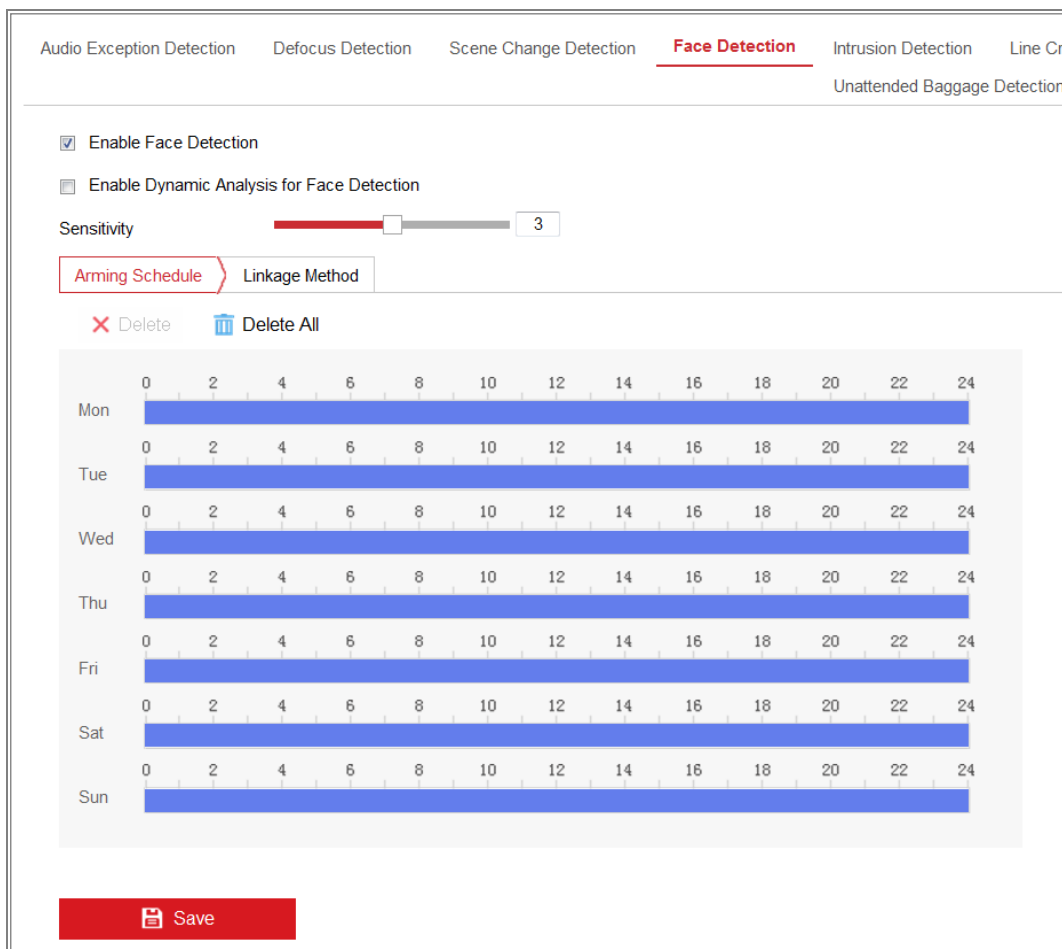 Audio Exception Detection Defocus Detection Scene Change Detection Face Detection Intrusion Detection Line Cr
Unattended Baggage Detection
Enable Face Detection
Enable Dynamic Analysis for Face Detection
Sensitivity 3
Arming Schedule Linkage Method
Delete Delete All
0 2 4 6 8 10 12 14 16 18 20 22 24
Mon
0 2 4 6 8 10 12 14 16 18 20 22 24
Tue
0 2 4 6 8 10 12 14 16 18 20 22 24
Wed
0 2 4 6 8 10 12 14 16 18 20 22 24
Thu
0 2 4 6 8 10 12 14 16 18 20 22 24
Fri
0 2 4 6 8 10 12 14 16 18 20 22 24
Sat
0 2 4 6 8 10 12 14 16 18 20 22 24
Sun
Save